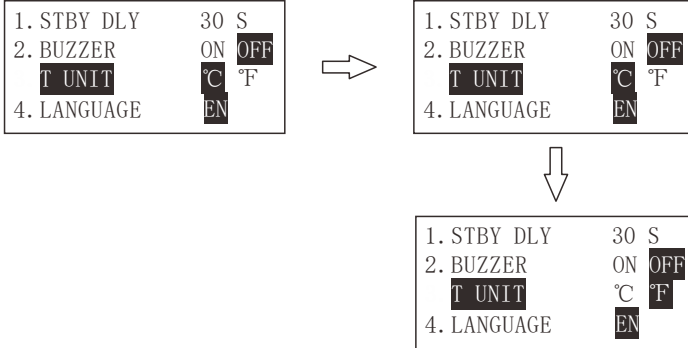 1. STBY DLY 30 S
2. BUZZER ON OFF
T UNIT ℃ ℉
4. LANGUAGE EN
1. STBY DLY 30 S
2. BUZZER ON OFF
T UNIT ℃ ℉
4. LANGUAGE EN
1. STBY DLY 30 S
2. BUZZER ON OFF
T UNIT ℃ ℉
4. LANGUAGE EN